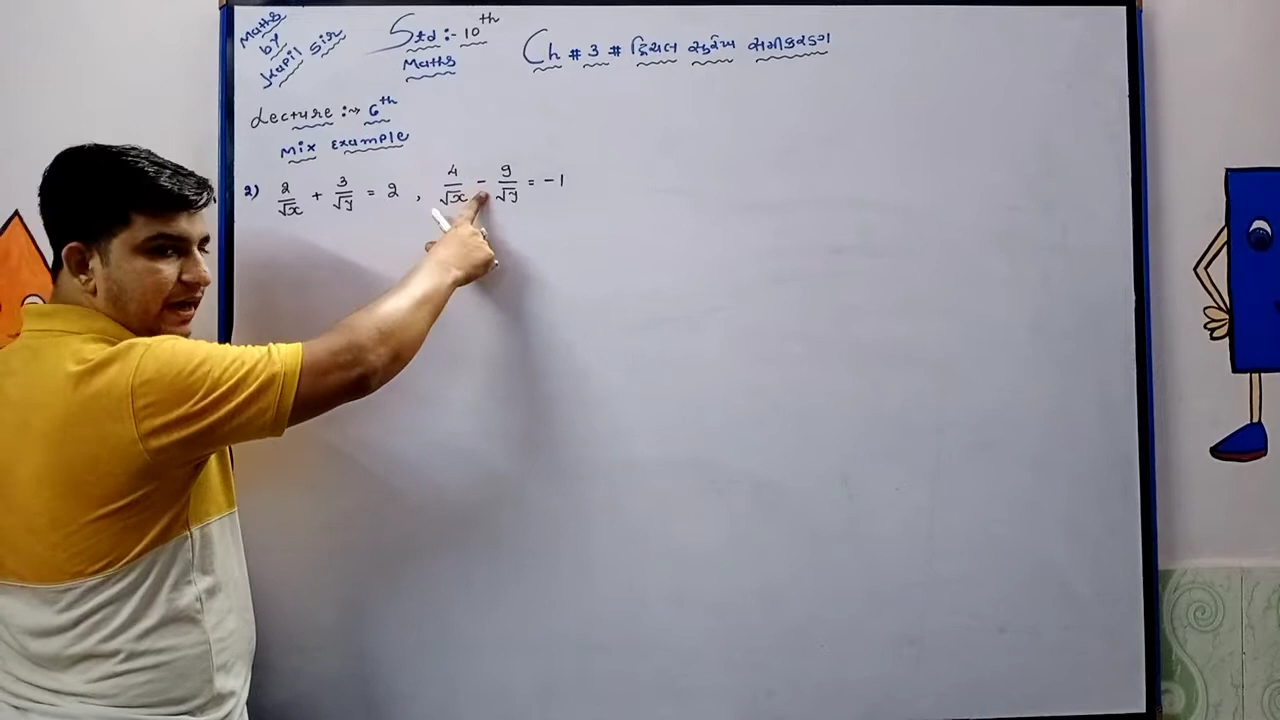 Maths
by
Kapil Sir
Std :- 10th
Maths
Ch # 3 # દ્વિચલ સુરેખ સમીકરણ
Lecture :→ 6th
Mix Example
2) 2/√x + 3/√y = 2 , 4/√x - 9/√y = -1